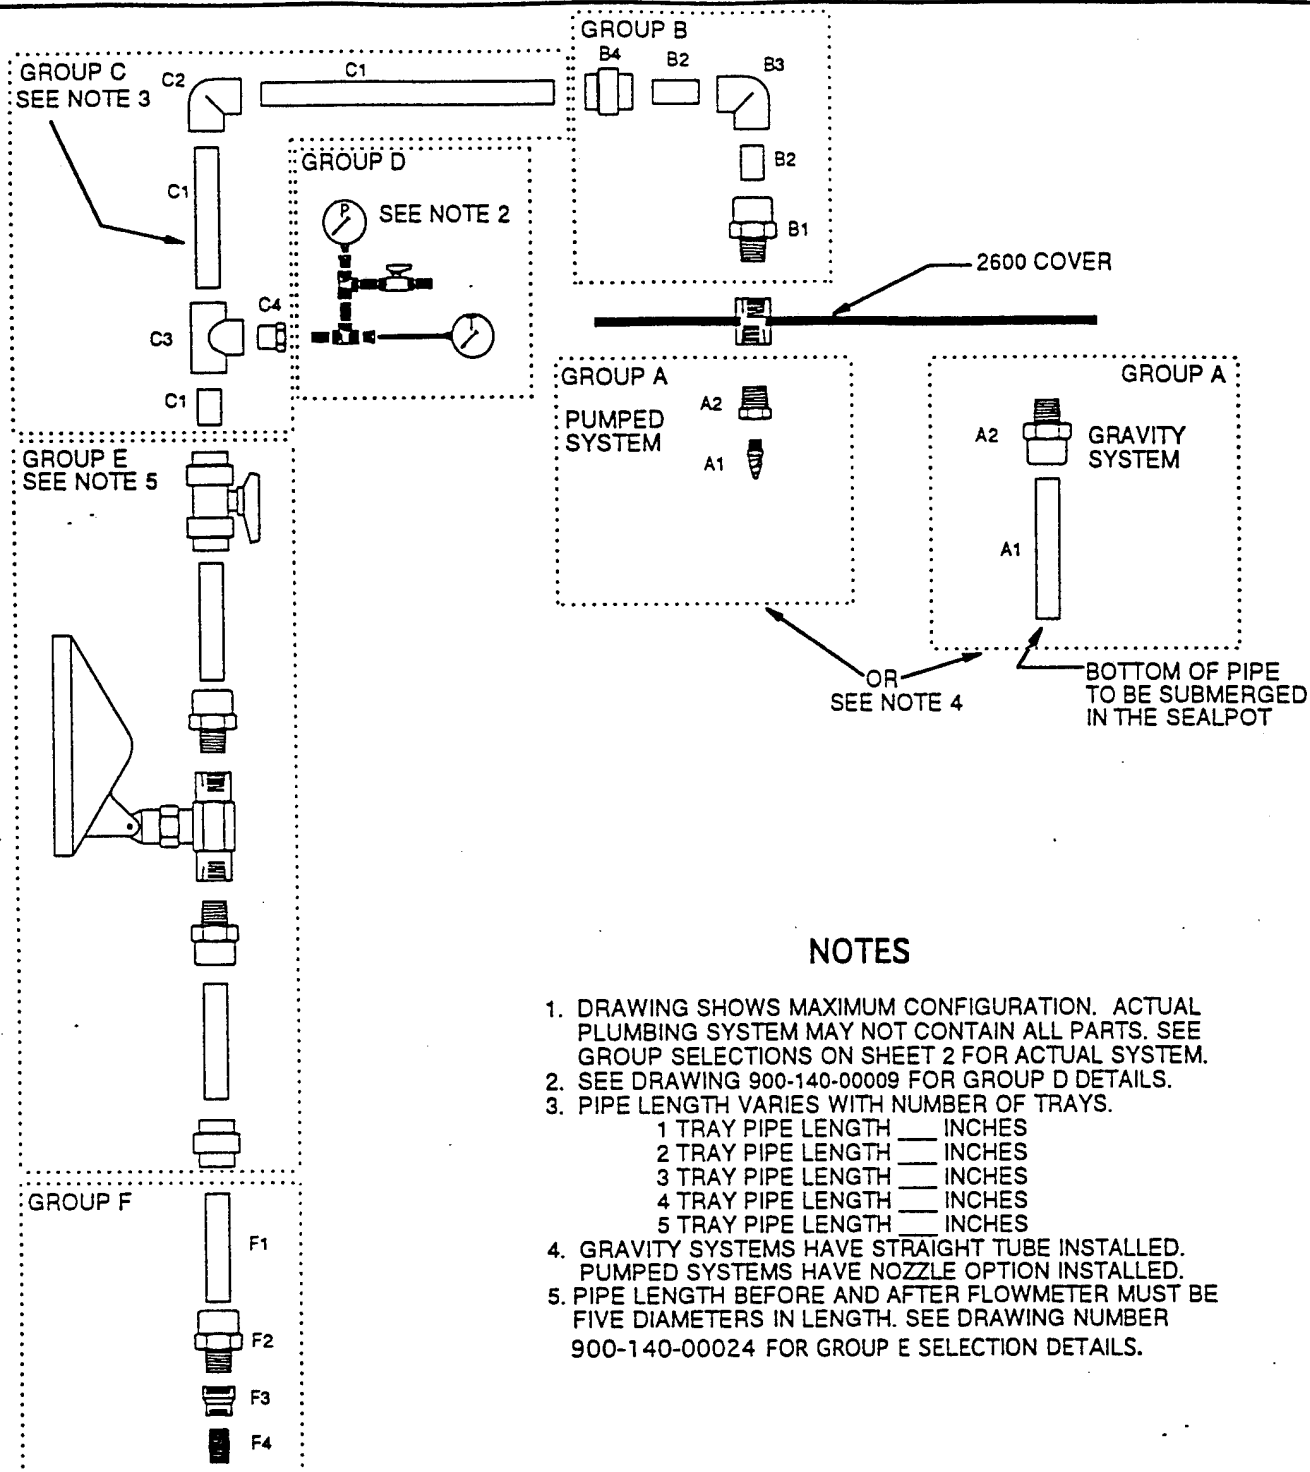 GROUP B
B4
B2
B3
GROUP C
SEE NOTE 3
C2
C1
B2
GROUP D
C1
P
SEE NOTE 2
B1
2600 COVER
C4
C3
T
C1
GROUP A
PUMPED
SYSTEM
A2
A1
GROUP A
A2
GRAVITY
SYSTEM
A1
GROUP E
SEE NOTE 5
OR
SEE NOTE 4
BOTTOM OF PIPE
TO BE SUBMERGED
IN THE SEALPOT
NOTES
1. DRAWING SHOWS MAXIMUM CONFIGURATION. ACTUAL
PLUMBING SYSTEM MAY NOT CONTAIN ALL PARTS. SEE
GROUP SELECTIONS ON SHEET 2 FOR ACTUAL SYSTEM.
2. SEE DRAWING 900-140-00009 FOR GROUP D DETAILS.
3. PIPE LENGTH VARIES WITH NUMBER OF TRAYS.
1 TRAY PIPE LENGTH ___ INCHES
2 TRAY PIPE LENGTH ___ INCHES
3 TRAY PIPE LENGTH ___ INCHES
4 TRAY PIPE LENGTH ___ INCHES
5 TRAY PIPE LENGTH ___ INCHES
4. GRAVITY SYSTEMS HAVE STRAIGHT TUBE INSTALLED.
PUMPED SYSTEMS HAVE NOZZLE OPTION INSTALLED.
5. PIPE LENGTH BEFORE AND AFTER FLOWMETER MUST BE
FIVE DIAMETERS IN LENGTH. SEE DRAWING NUMBER
900-140-00024 FOR GROUP E SELECTION DETAILS.
GROUP F
F1
F2
F3
F4